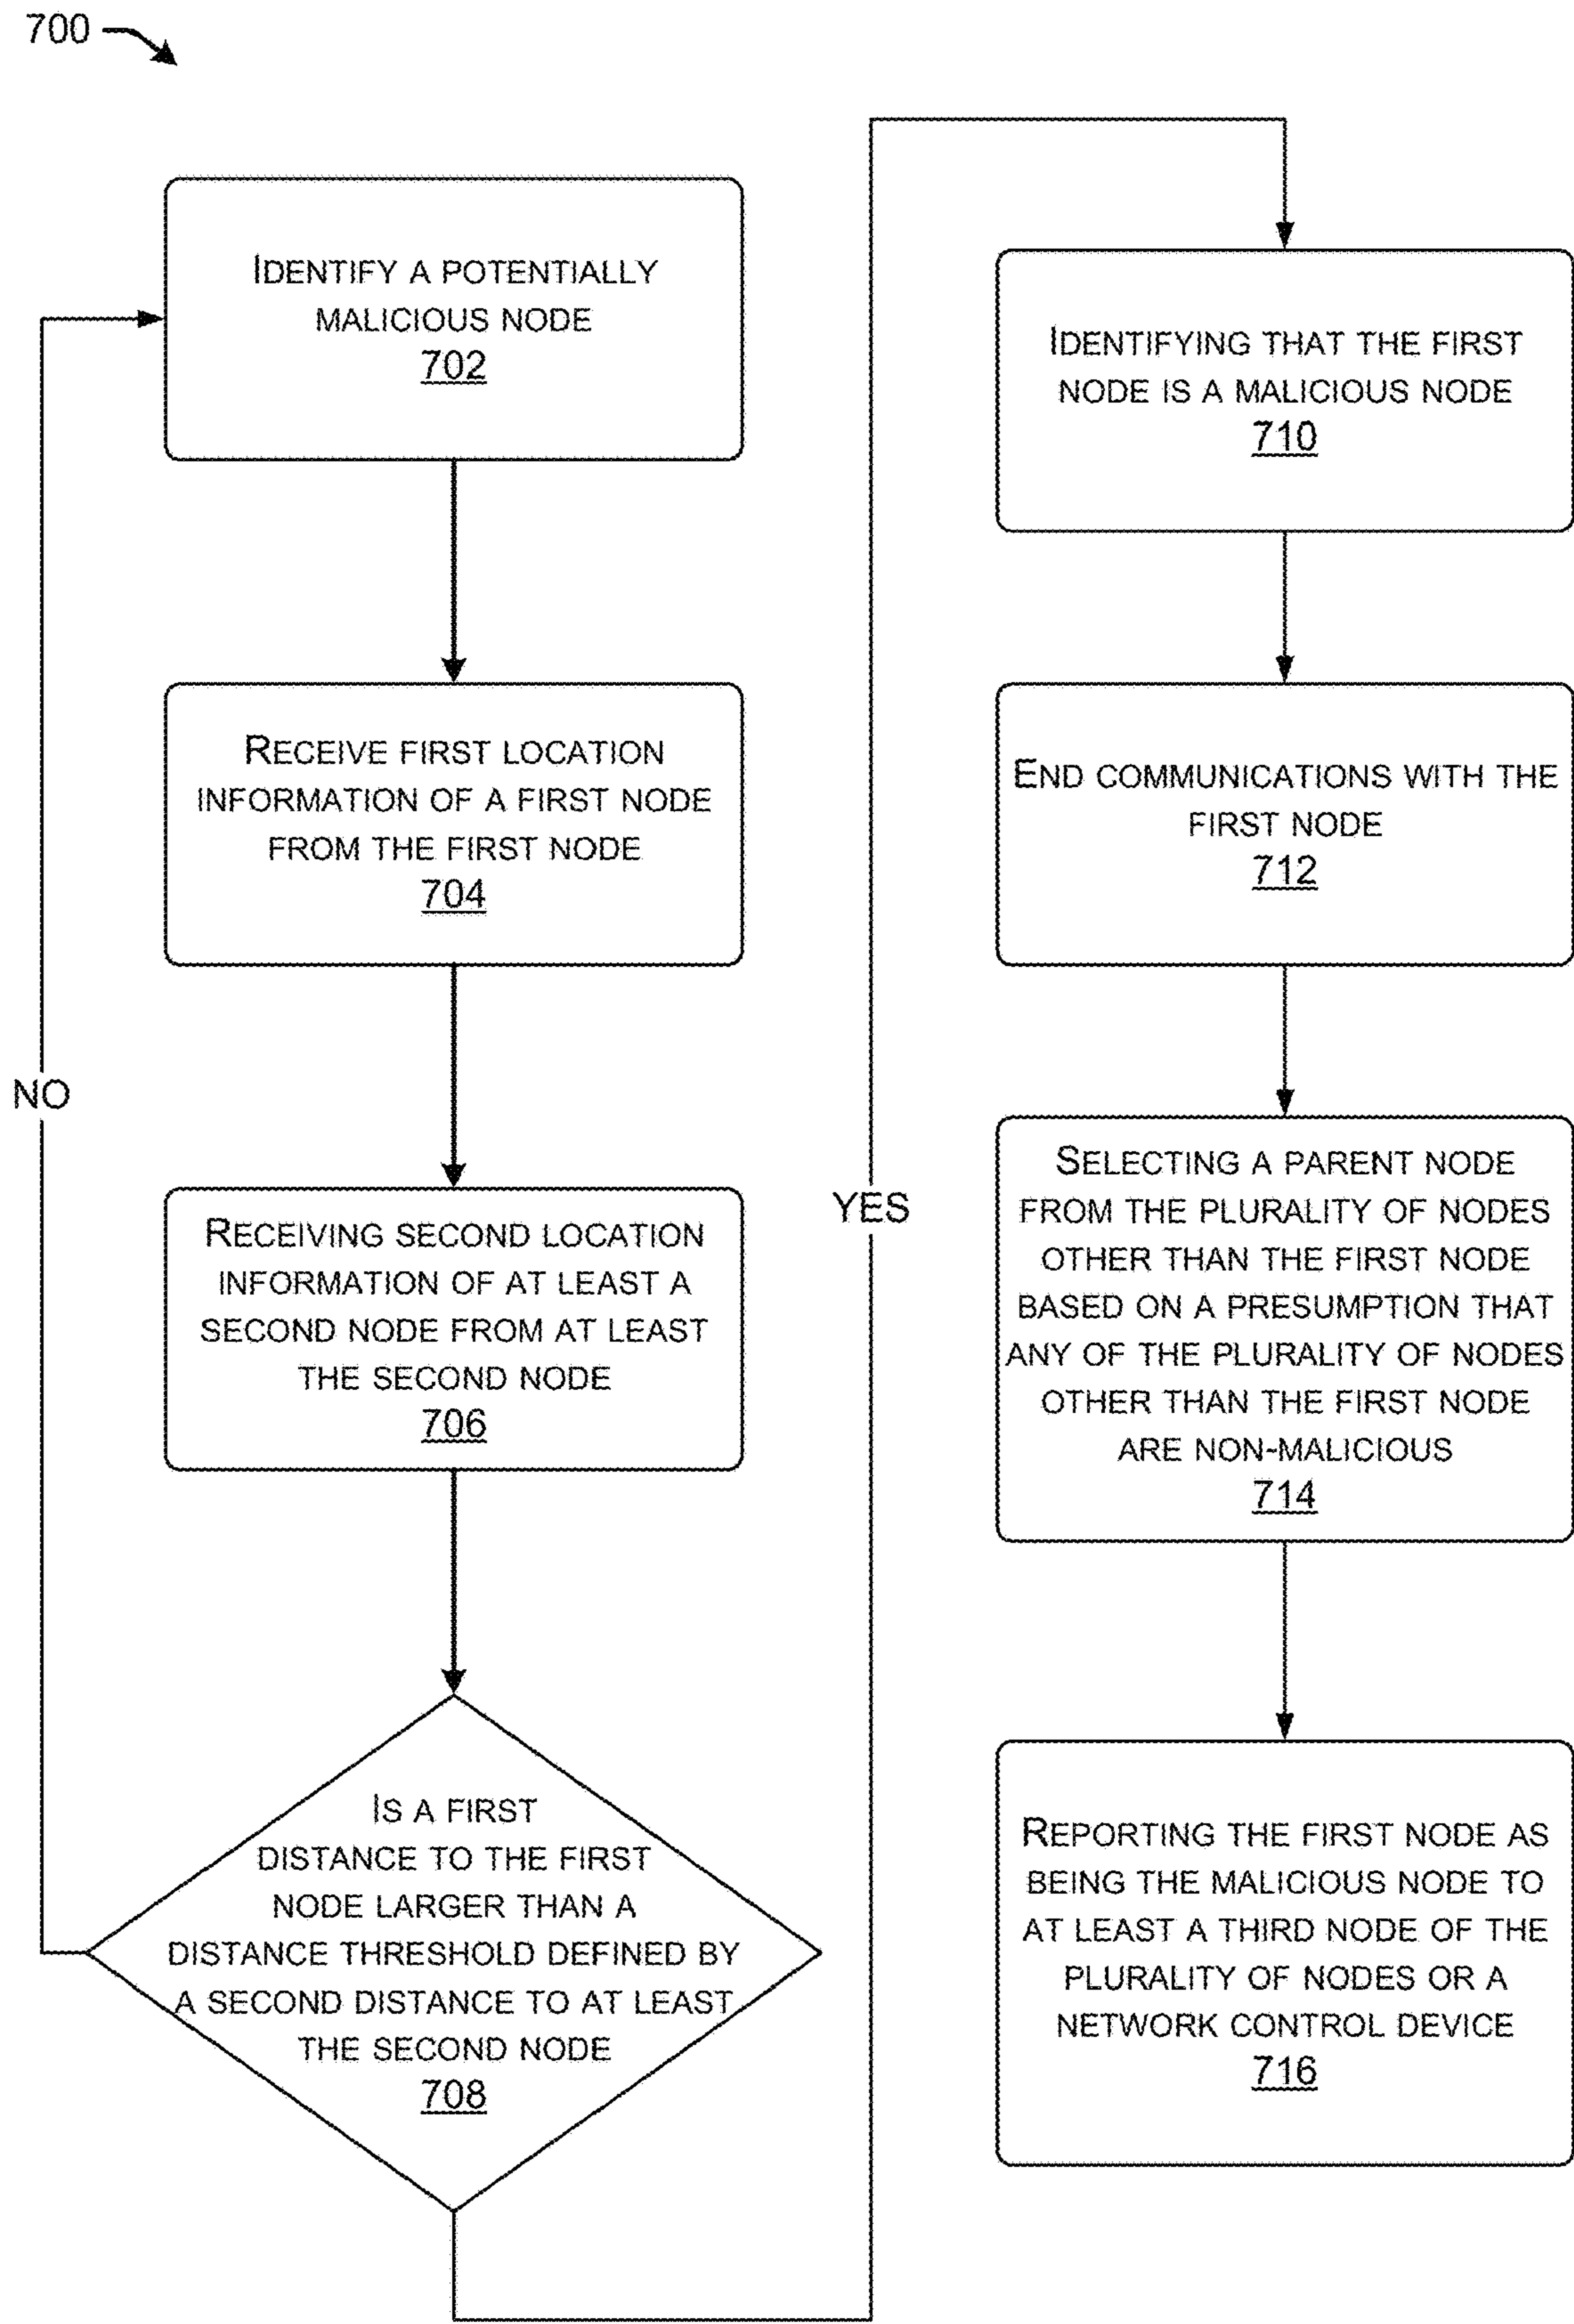 700
IDENTIFY A POTENTIALLY
MALICIOUS NODE
702
RECEIVE FIRST LOCATION
INFORMATION OF A FIRST NODE
FROM THE FIRST NODE
704
RECEIVING SECOND LOCATION
INFORMATION OF AT LEAST A
SECOND NODE FROM AT LEAST
THE SECOND NODE
706
IS A FIRST
DISTANCE TO THE FIRST
NODE LARGER THAN A
DISTANCE THRESHOLD DEFINED BY
A SECOND DISTANCE TO AT LEAST
THE SECOND NODE
708
NO
YES
IDENTIFYING THAT THE FIRST
NODE IS A MALICIOUS NODE
710
END COMMUNICATIONS WITH THE
FIRST NODE
712
SELECTING A PARENT NODE
FROM THE PLURALITY OF NODES
OTHER THAN THE FIRST NODE
BASED ON A PRESUMPTION THAT
ANY OF THE PLURALITY OF NODES
OTHER THAN THE FIRST NODE
ARE NON-MALICIOUS
714
REPORTING THE FIRST NODE AS
BEING THE MALICIOUS NODE TO
AT LEAST A THIRD NODE OF THE
PLURALITY OF NODES OR A
NETWORK CONTROL DEVICE
716